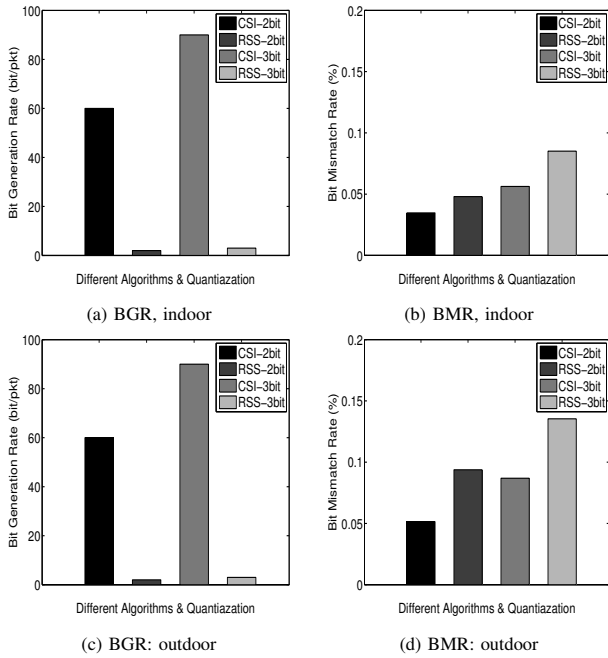 100
80
60
40
20
0
Bit Generation Rate (bit/pkt)
CSI−2bit
RSS−2bit
CSI−3bit
RSS−3bit
Different Algorithms & Quantiazation
(a) BGR, indoor
0.2
0.15
0.1
0.05
0
Bit Mismatch Rate (%)
CSI−2bit
RSS−2bit
CSI−3bit
RSS−3bit
Different Algorithms & Quantiazation
(b) BMR, indoor
100
80
60
40
20
0
Bit Generation Rate (bit/pkt)
CSI−2bit
RSS−2bit
CSI−3bit
RSS−3bit
Different Algorithms & Quantiazation
(c) BGR: outdoor
0.2
0.15
0.1
0.05
0
Bit Mismatch Rate (%)
CSI−2bit
RSS−2bit
CSI−3bit
RSS−3bit
Different Algorithms & Quantiazation
(d) BMR: outdoor